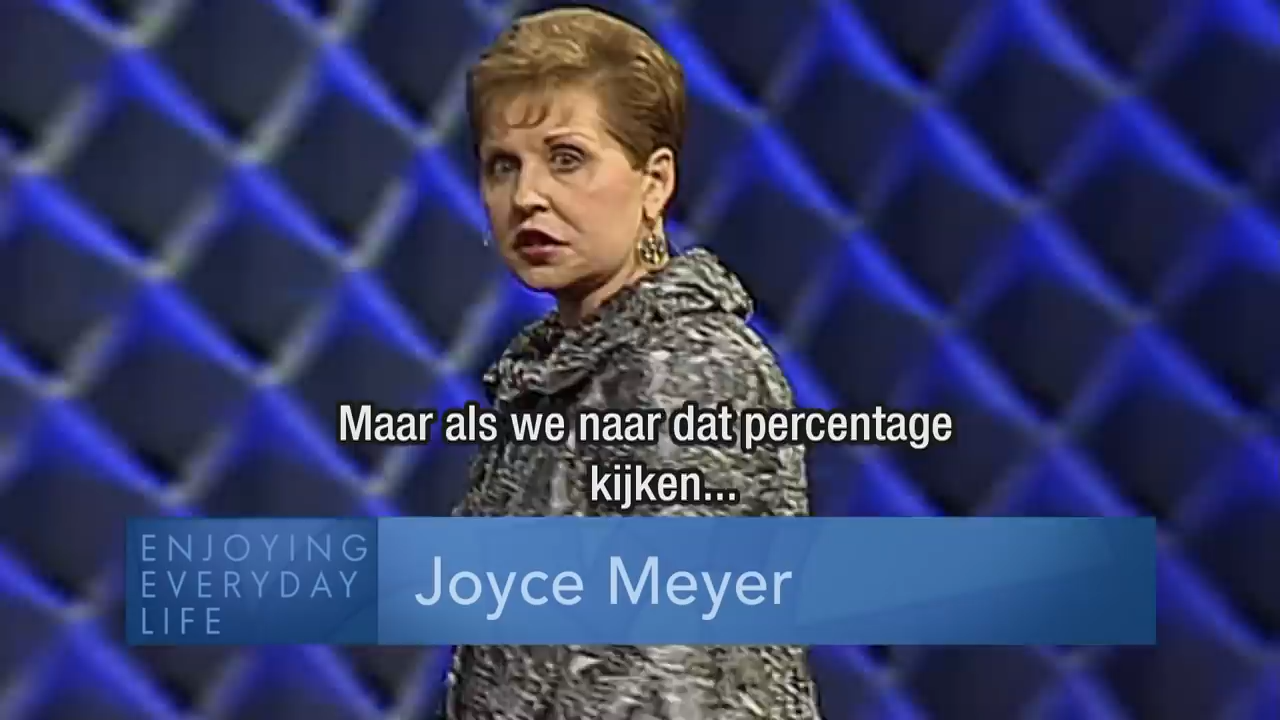 Maar als we naar dat percentage
kijken...
ENJOYING
EVERYDAY
LIFE
Joyce Meyer